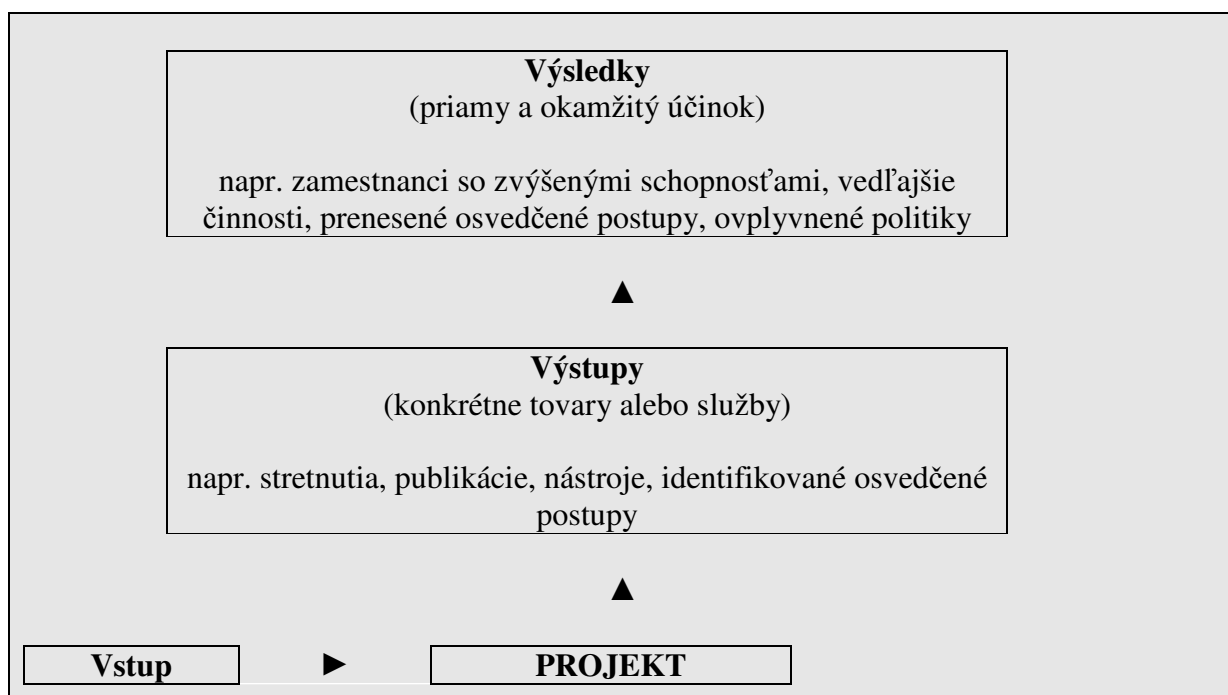 Výsledky
(priamy a okamžitý účinok)
napr. zamestnanci so zvýšenými schopnosťami, vedľajšie
činnosti, prenesené osvedčené postupy, ovplyvnené politiky
▲
Výstupy
(konkrétne tovary alebo služby)
napr. stretnutia, publikácie, nástroje, identifikované osvedčené
postupy
▲
Vstup ► PROJEKT